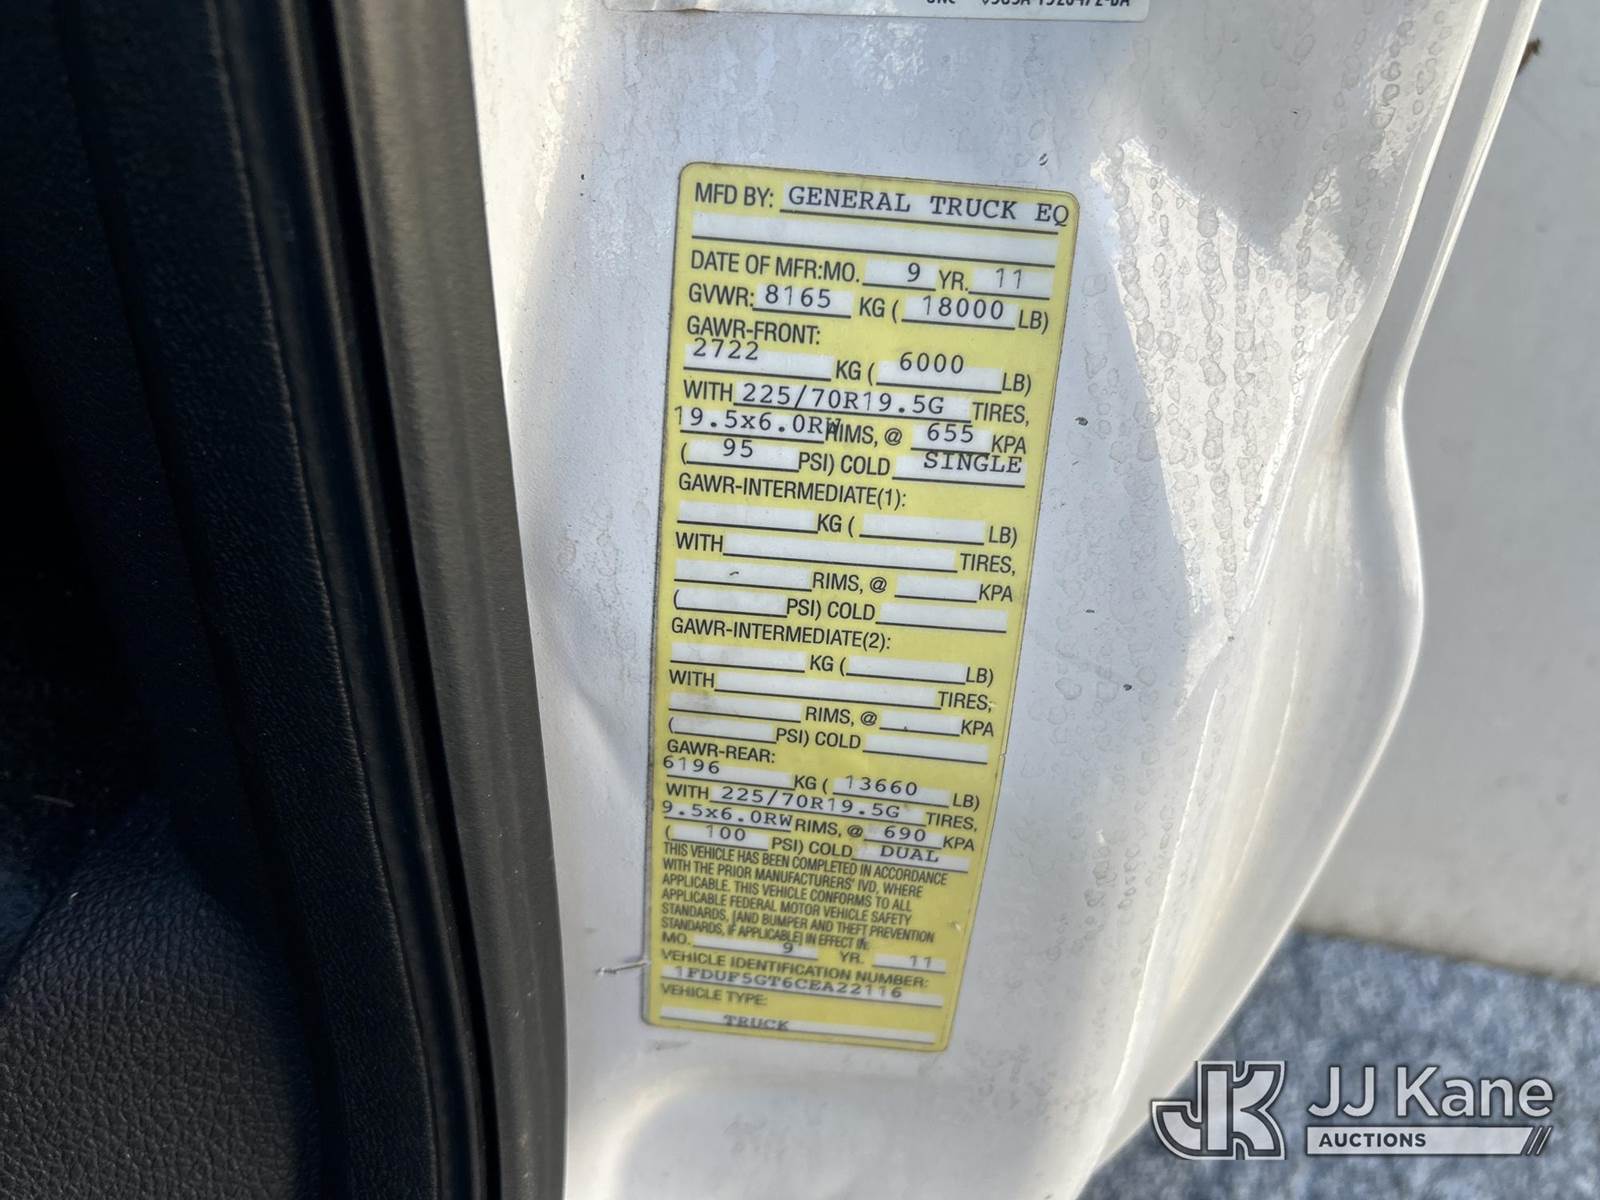 MFD BY: GENERAL TRUCK EQ
DATE OF MFR:MO. 9 YR. 11
GVWR: 8165 KG ( 18000 LB)
GAWR-FRONT:
2722 KG ( 6000 LB)
WITH 225/70R19.5G TIRES,
19.5x6.0RW RIMS, @ 655 KPA
( 95 PSI) COLD SINGLE
GAWR-INTERMEDIATE(1):
KG ( LB)
WITH TIRES,
RIMS, @ KPA
( PSI) COLD
GAWR-INTERMEDIATE(2):
KG ( LB)
WITH TIRES,
RIMS, @ KPA
( PSI) COLD
GAWR-REAR:
6196 KG ( 13660 LB)
WITH 225/70R19.5G TIRES,
9.5x6.0RW RIMS, @ 690 KPA
( 100 PSI) COLD DUAL
THIS VEHICLE HAS BEEN COMPLETED IN ACCORDANCE
WITH THE PRIOR MANUFACTURERS' IVD, WHERE
APPLICABLE. THIS VEHICLE CONFORMS TO ALL
APPLICABLE FEDERAL MOTOR VEHICLE SAFETY
STANDARDS, [AND BUMPER AND THEFT PREVENTION
STANDARDS, IF APPLICABLE] IN EFFECT IN:
MO. 9 YR. 11
VEHICLE IDENTIFICATION NUMBER:
1FDUF5GT6CEA22116
VEHICLE TYPE:
TRUCK
JK JJ Kane
AUCTIONS